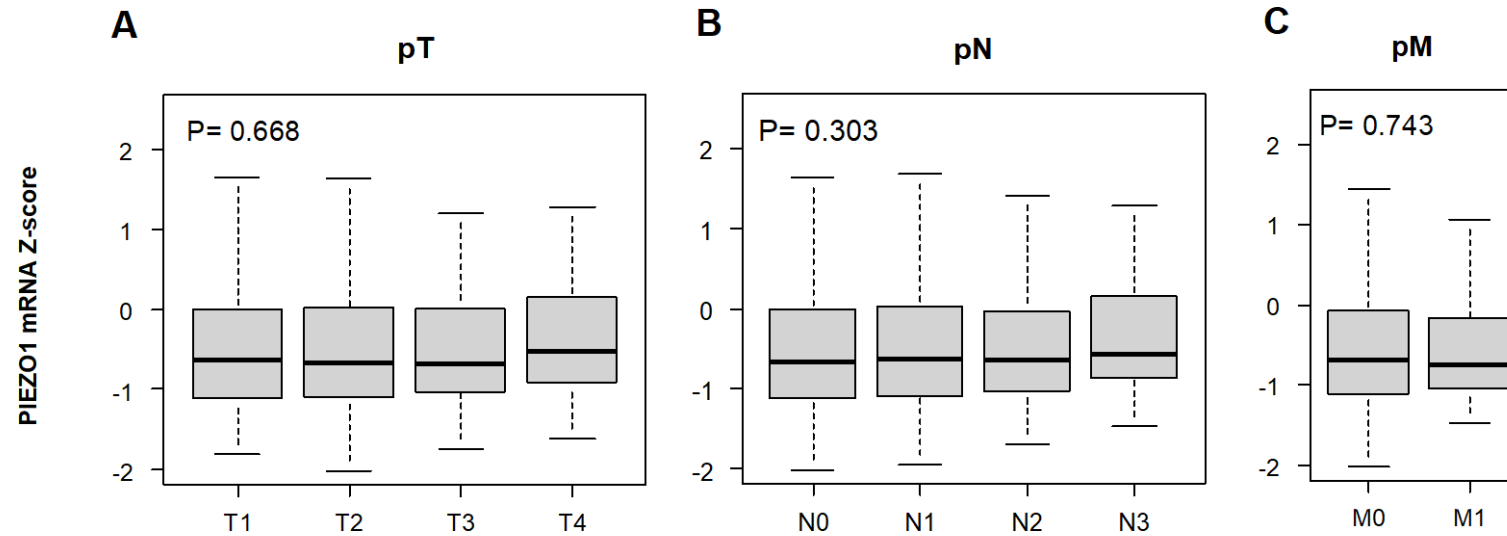 A
pT
PIEZO1 mRNA Z-score
P= 0.668
2
1
0
-1
-2
T1 T2 T3 T4
B
pN
P= 0.303
2
1
0
-1
-2
N0 N1 N2 N3
C
pM
P= 0.743
2
1
0
-1
-2
M0 M1